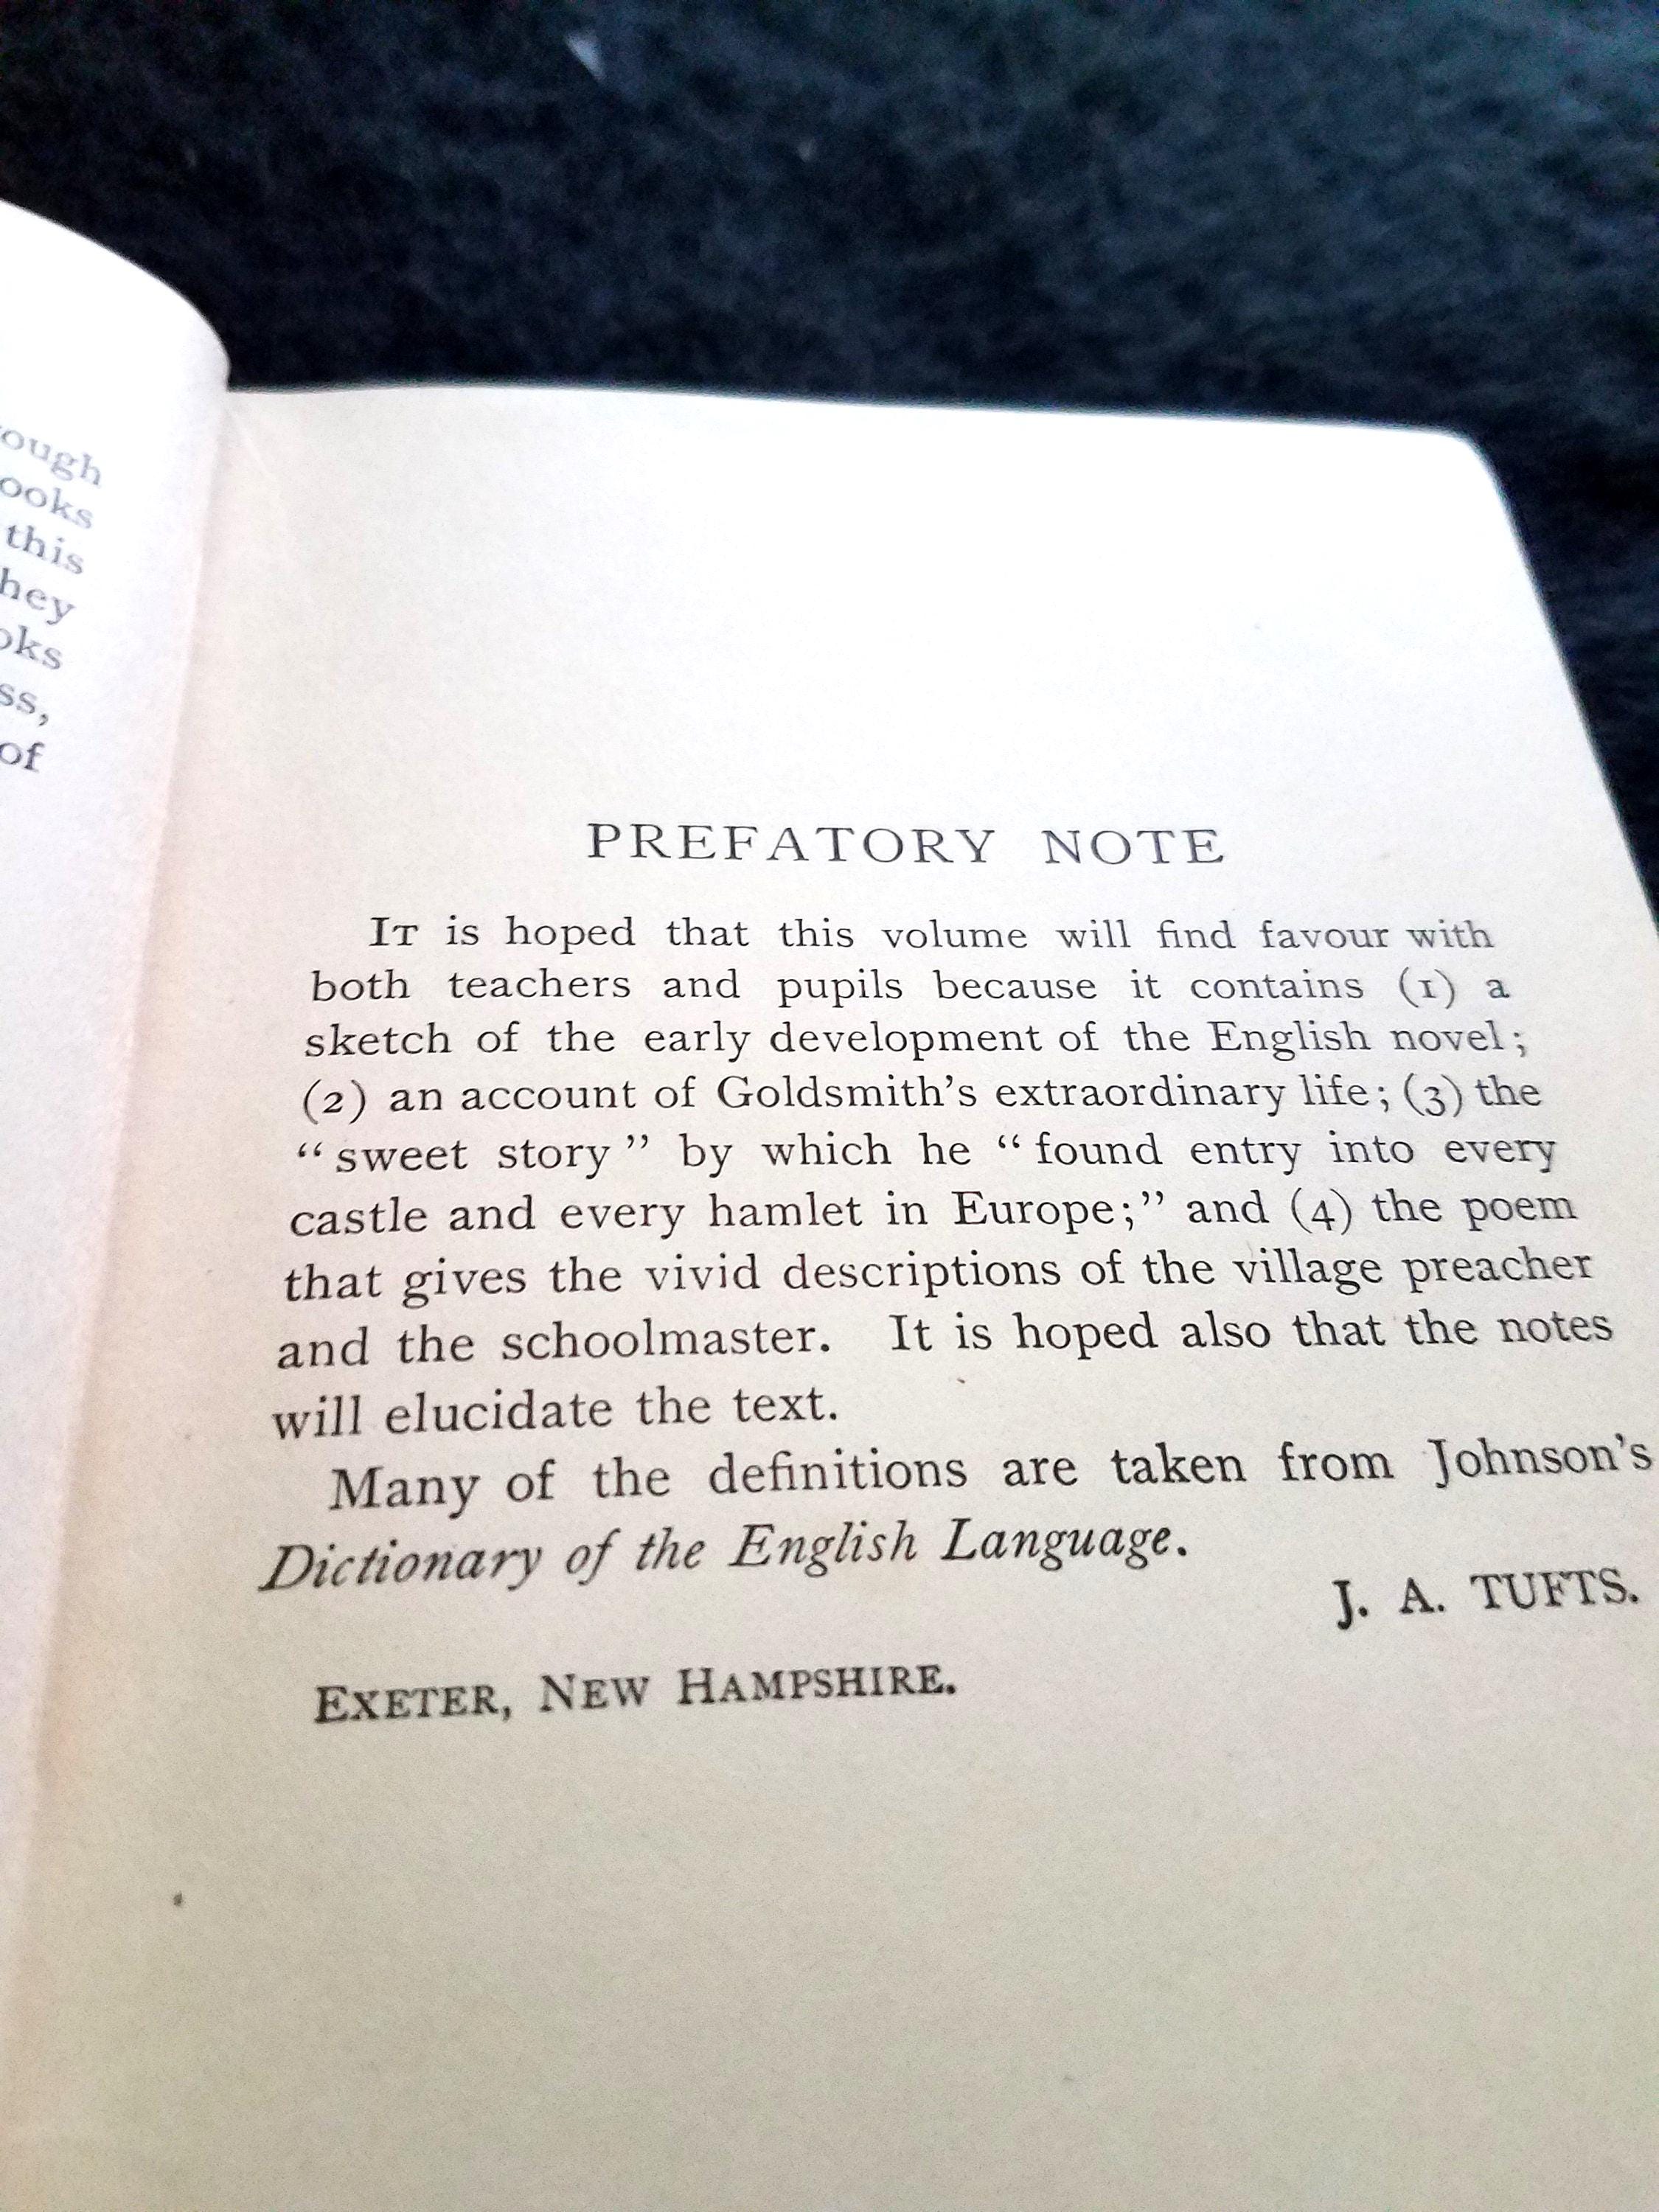 ough
ooks
this
hey
oks
ss,
of
PREFATORY NOTE
IT is hoped that this volume will find favour with
both teachers and pupils because it contains (1) a
sketch of the early development of the English novel;
(2) an account of Goldsmith's extraordinary life; (3) the
“sweet story” by which he “found entry into every
castle and every hamlet in Europe;” and (4) the poem
that gives the vivid descriptions of the village preacher
and the schoolmaster. It is hoped also that the notes
will elucidate the text.
Many of the definitions are taken from Johnson's
Dictionary of the English Language.
J. A. TUFTS.
EXETER, NEW HAMPSHIRE.